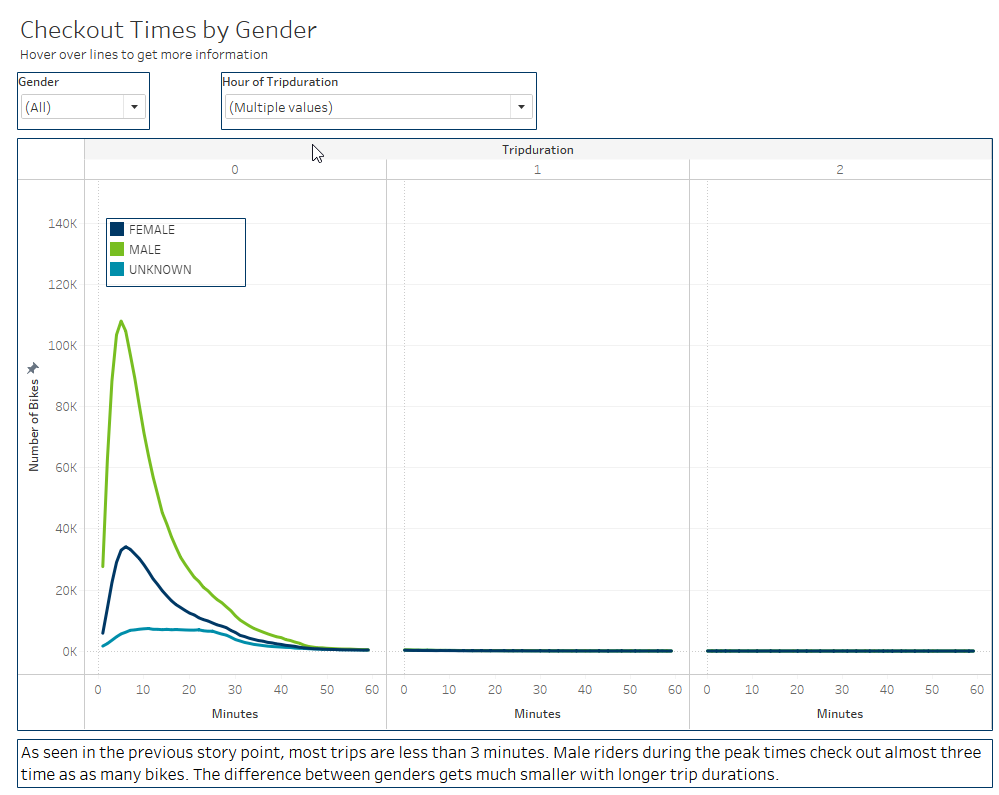 Checkout Times by Gender
Hover over lines to get more information
Gender
(All)
Hour of Tripduration
(Multiple values)
Tripduration
0 1 2
140K
120K
100K
80K
60K
40K
20K
0K
Number of Bikes
FEMALE
MALE
UNKNOWN
0 10 20 30 40 50 60 0 10 20 30 40 50 60 0 10 20 30 40 50 60
Minutes Minutes Minutes
As seen in the previous story point, most trips are less than 3 minutes. Male riders during the peak times check out almost three
time as as many bikes. The difference between genders gets much smaller with longer trip durations.